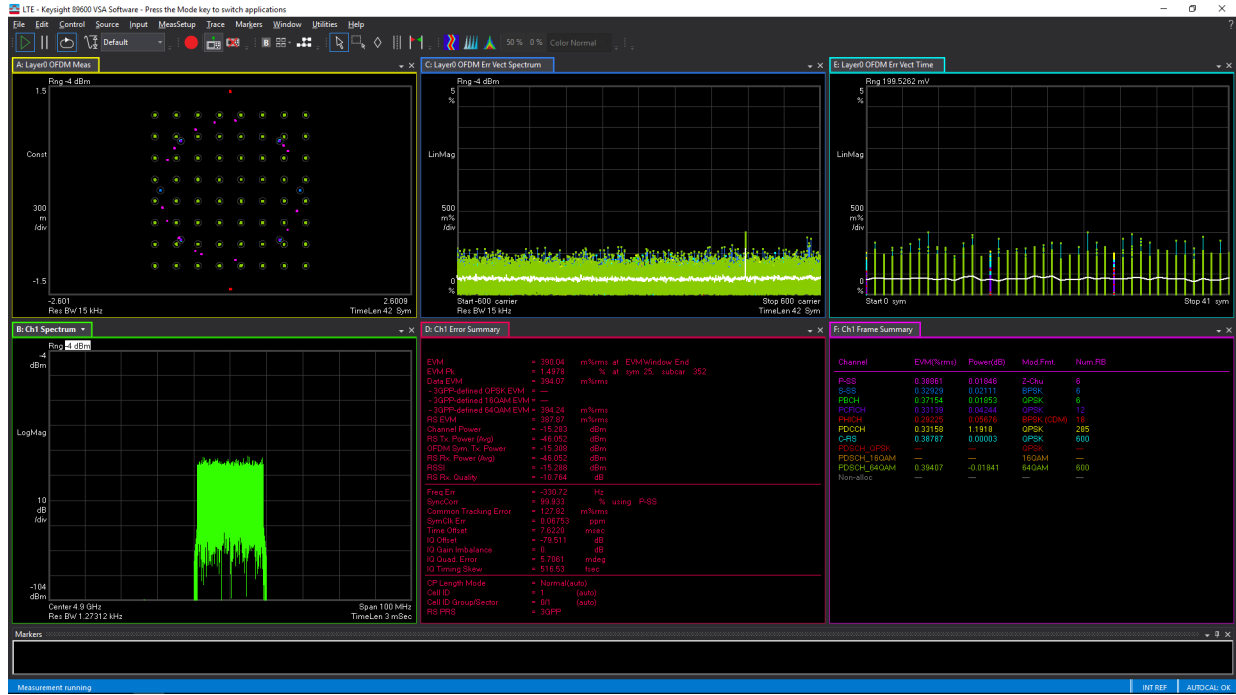 LTE - Keysight 89600 VSA Software - Press the Mode key to switch applications
File Edit Control Source Input MeasSetup Trace Markers Window Utilities Help ?
Default 50 % 0 % Color Normal
A: Layer0 OFDM Meas
Rng -4 dBm
1.5
Const
300
m
/div
-1.5
-2.601 2.6009
Res BW 15 kHz TimeLen 42 Sym
C: Layer0 OFDM Err Vect Spectrum
Rng -4 dBm
5
%
LinMag
500
m%
/div
0
%
Start -600 carrier Stop 600 carrier
Res BW 15 kHz TimeLen 42 Sym
E: Layer0 OFDM Err Vect Time
Rng 199.5262 mV
5
%
LinMag
500
m%
/div
0
%
Start 0 sym Stop 41 sym
B: Ch1 Spectrum
Rng -4 dBm
-4
dBm
LogMag
10
dB
/div
-104
dBm
Center 4.9 GHz Span 100 MHz
Res BW 1.27312 kHz TimeLen 3 mSec
D: Ch1 Error Summary
EVM = 390.04 m%rms at EVMWindow End
EVM Pk = 1.4978 % at sym 25, subcar 352
Data EVM = 394.07 m%rms
- 3GPP-defined QPSK EVM = —
- 3GPP-defined 16QAM EVM = —
- 3GPP-defined 64QAM EVM = 394.24 m%rms
RS EVM = 387.87 m%rms
Channel Power = -15.283 dBm
RS Tx. Power (Avg) = -46.052 dBm
OFDM Sym. Tx. Power = -15.308 dBm
RS Rx. Power (Avg) = -46.052 dBm
RSSI = -15.288 dBm
RS Rx. Quality = -10.764 dB
Freq Err = -330.72 Hz
SyncCorr = 99.933 % using P-SS
Common Tracking Error = 127.82 m%rms
SymClk Err = 0.06753 ppm
Time Offset = 7.6220 msec
IQ Offset = -79.511 dB
IQ Gain Imbalance = 0. dB
IQ Quad. Error = 5.7661 mdeg
IQ Timing Skew = 516.53 fsec
CP Length Mode = Normal(auto)
Cell ID = 1 (auto)
Cell ID Group/Sector = 0/1 (auto)
RS PRS = 3GPP
F: Ch1 Frame Summary
Channel EVM(%rms) Power(dB) Mod.Fmt. Num.RB
P-SS 0.38861 0.01846 Z-Chu 6
S-SS 0.32929 0.02111 BPSK 6
PBCH 0.37154 0.01853 QPSK 6
PCFICH 0.33139 0.04244 QPSK 12
PHICH 0.29225 0.05676 BPSK (CDM) 16
PDCCH 0.33158 1.1918 QPSK 285
C-RS 0.38787 0.00003 QPSK 600
PDSCH_QPSK — — QPSK —
PDSCH_16QAM — — 16QAM —
PDSCH_64QAM 0.39407 -0.01841 64QAM 600
Non-alloc — — — —
Markers
Measurement running INT REF AUTOCAL: OK